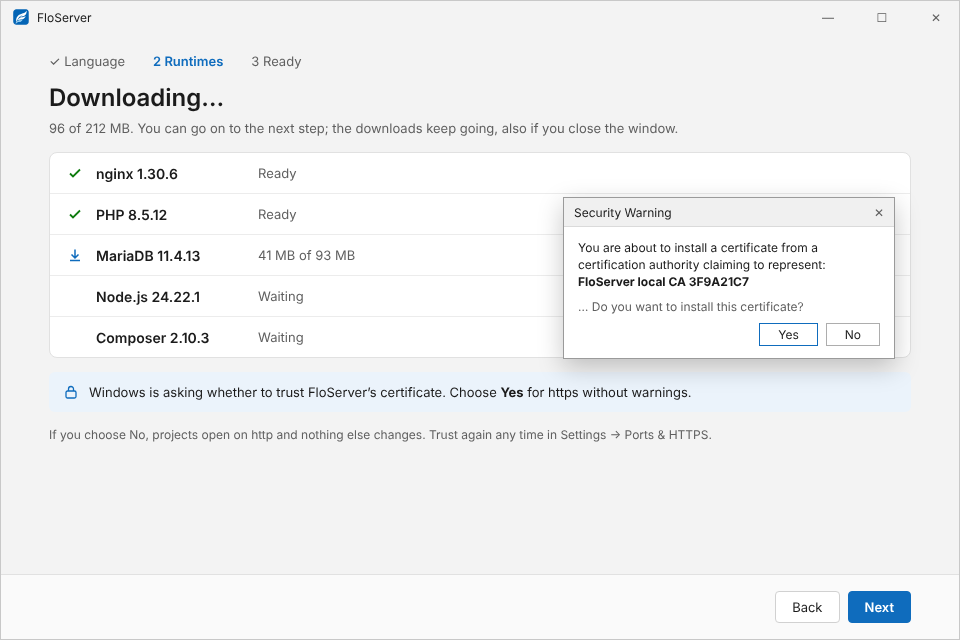 FloServer
Language
2 Runtimes
3 Ready
Downloading...
96 of 212 MB. You can go on to the next step; the downloads keep going, also if you close the window.
nginx 1.30.6 Ready
PHP 8.5.12 Ready
MariaDB 11.4.13 41 MB of 93 MB
Node.js 24.22.1 Waiting
Composer 2.10.3 Waiting
Security Warning
You are about to install a certificate from a
certification authority claiming to represent:
FloServer local CA 3F9A21C7
... Do you want to install this certificate?
Yes
No
Windows is asking whether to trust FloServer’s certificate. Choose Yes for https without warnings.
If you choose No, projects open on http and nothing else changes. Trust again any time in Settings → Ports & HTTPS.
Back
Next